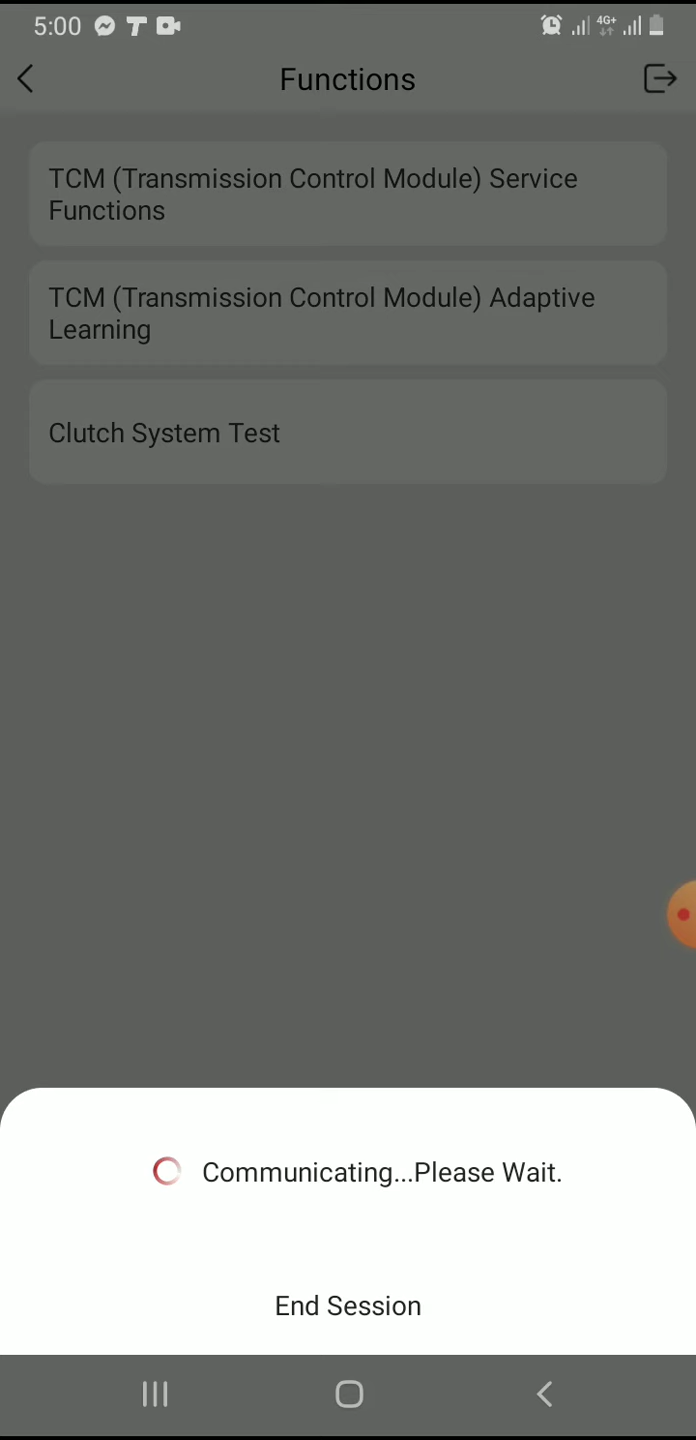 5:00
4G+
Functions
TCM (Transmission Control Module) Service
Functions
TCM (Transmission Control Module) Adaptive
Learning
Clutch System Test
Communicating...Please Wait.
End Session